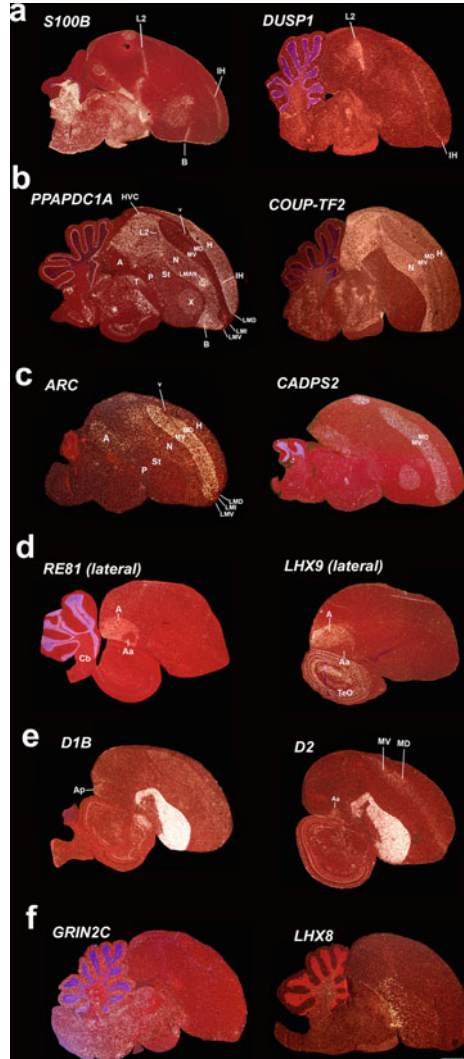 a
S100B
L2
IH
B
DUSP1
L2
IH
b
PPAPDC1A
HVC
v
L2
MD
H
MV
N
A
LMAN
IH
T
P
St
X
LMD
LMI
LMV
B
COUP-TF2
H
MD
MV
N
c
ARC
v
H
MD
MV
N
A
St
P
LMD
LMI
LMV
CADPS2
MD
MV
d
RE81 (lateral)
A
Aa
Cb
LHX9 (lateral)
A
Aa
TeO
e
D1B
Ap
D2
MV MD
Aa
f
GRIN2C
LHX8